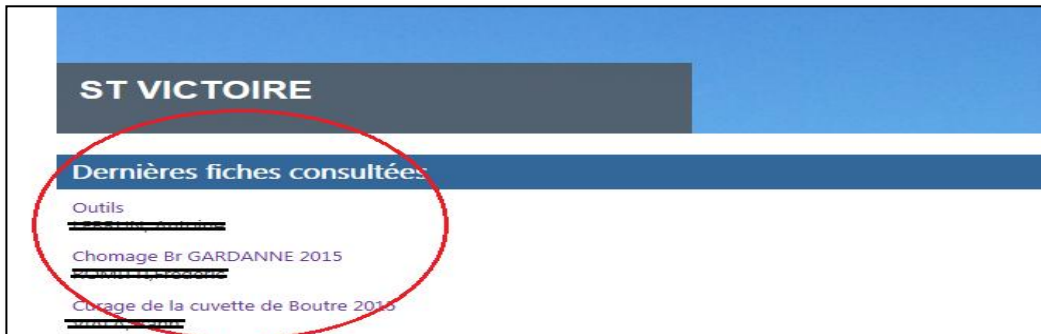 ST VICTOIRE
Dernières fiches consultées
Outils
Chomage Br GARDANNE 2015
Curage de la cuvette de Boutre 2015